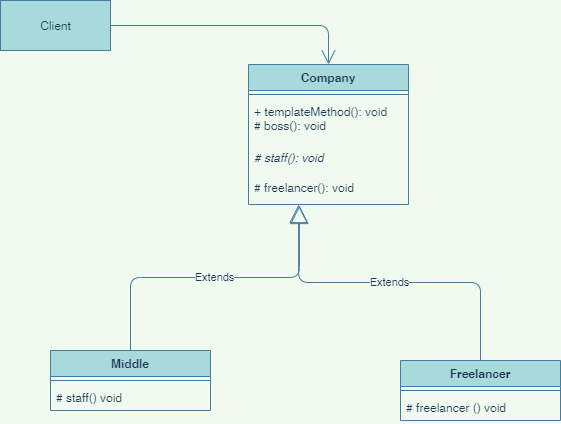 Client
Company
+ templateMethod(): void
# boss(): void
# staff(): void
# freelancer(): void
Extends
Extends
Middle
# staff() void
Freelancer
# freelancer () void